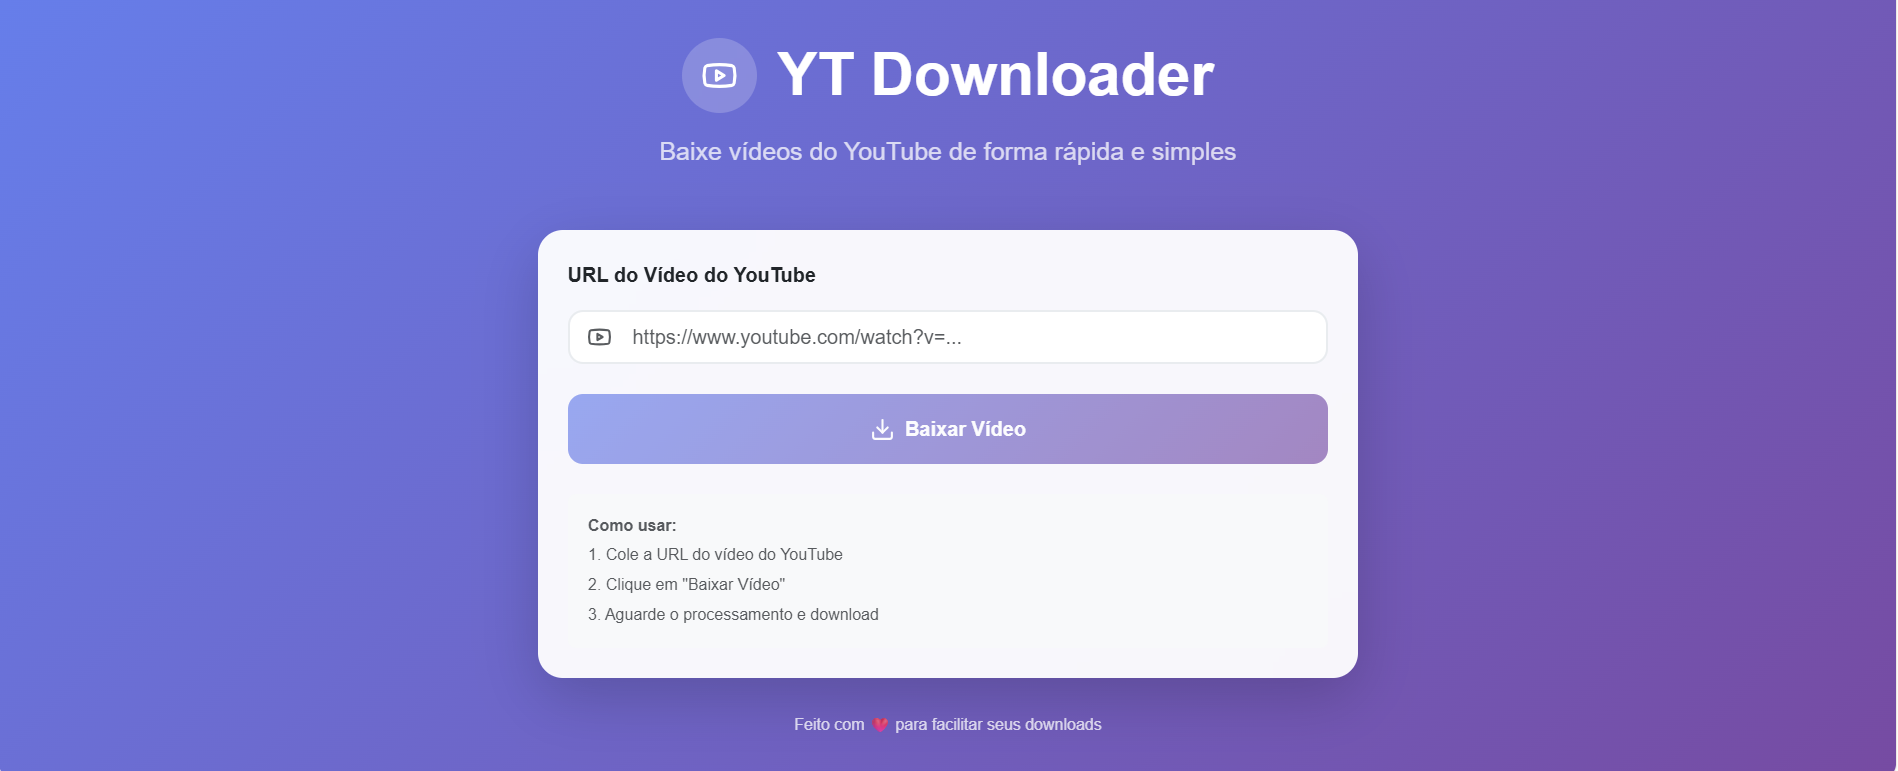 YT Downloader
Baixe vídeos do YouTube de forma rápida e simples
URL do Vídeo do YouTube
https://www.youtube.com/watch?v=...
Baixar Vídeo
Como usar:
1. Cole a URL do vídeo do YouTube
2. Clique em "Baixar Vídeo"
3. Aguarde o processamento e download
Feito com 💗 para facilitar seus downloads